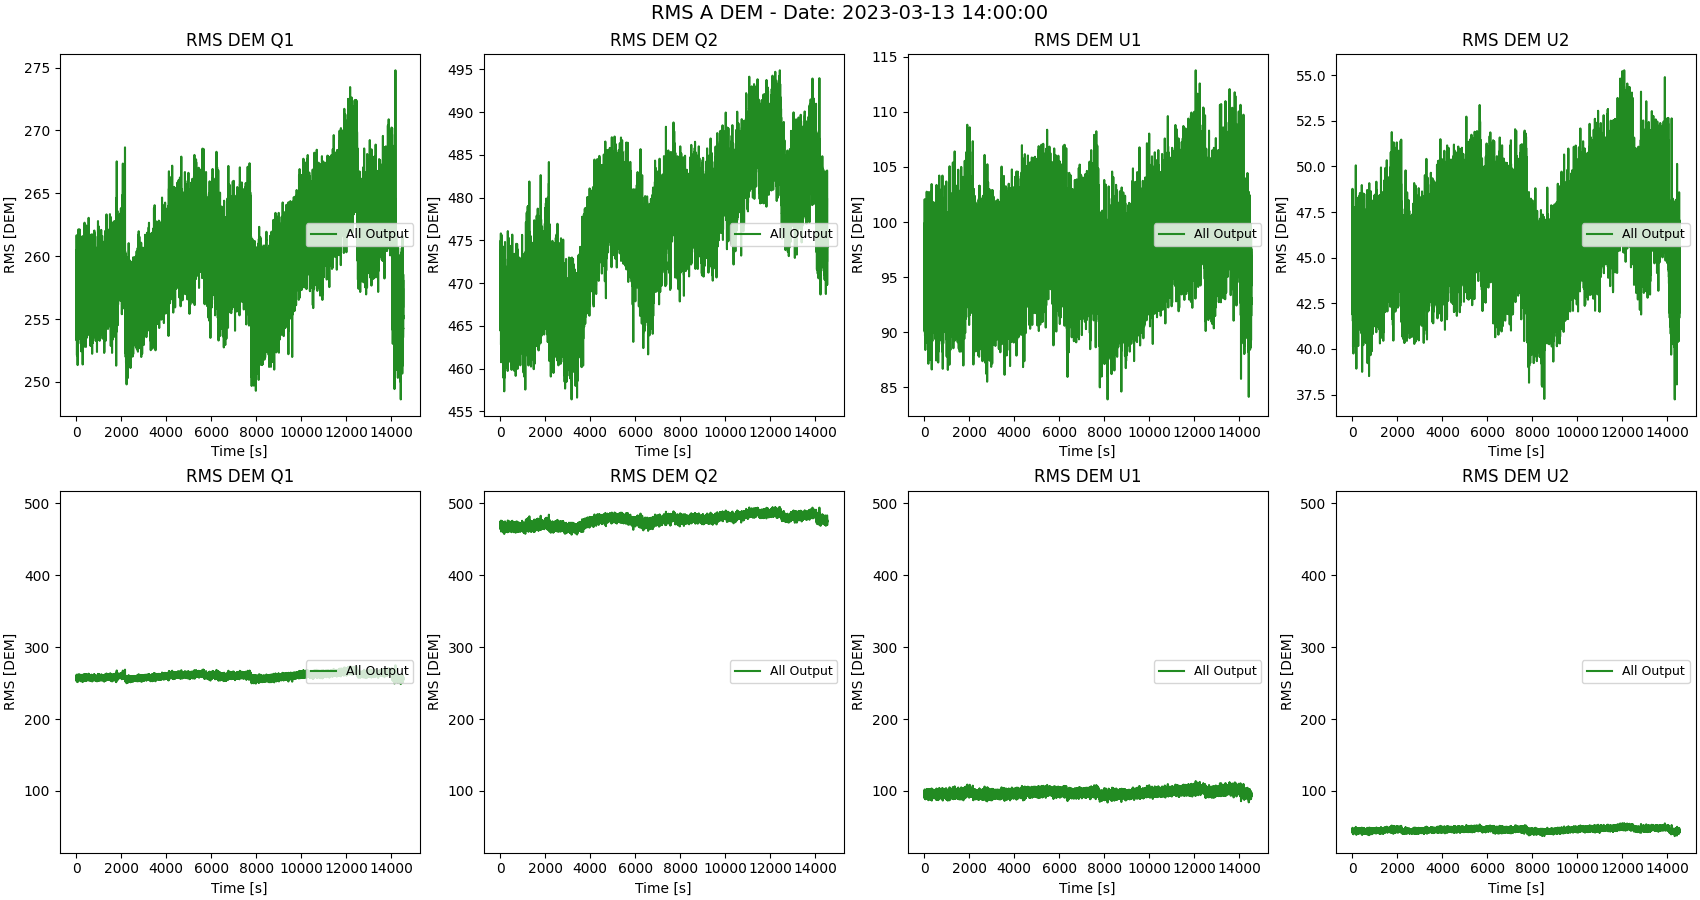 RMS A DEM - Date: 2023-03-13 14:00:00
RMS DEM Q1
RMS [DEM]
275
270
265
260
255
250
All Output
0 2000 4000 6000 8000 10000 12000 14000
Time [s]
RMS DEM Q2
RMS [DEM]
495
490
485
480
475
470
465
460
455
All Output
0 2000 4000 6000 8000 10000 12000 14000
Time [s]
RMS DEM U1
RMS [DEM]
115
110
105
100
95
90
85
All Output
0 2000 4000 6000 8000 10000 12000 14000
Time [s]
RMS DEM U2
RMS [DEM]
55.0
52.5
50.0
47.5
45.0
42.5
40.0
37.5
All Output
0 2000 4000 6000 8000 10000 12000 14000
Time [s]
RMS DEM Q1
RMS [DEM]
500
400
300
200
100
All Output
0 2000 4000 6000 8000 10000 12000 14000
Time [s]
RMS DEM Q2
RMS [DEM]
500
400
300
200
100
All Output
0 2000 4000 6000 8000 10000 12000 14000
Time [s]
RMS DEM U1
RMS [DEM]
500
400
300
200
100
All Output
0 2000 4000 6000 8000 10000 12000 14000
Time [s]
RMS DEM U2
RMS [DEM]
500
400
300
200
100
All Output
0 2000 4000 6000 8000 10000 12000 14000
Time [s]